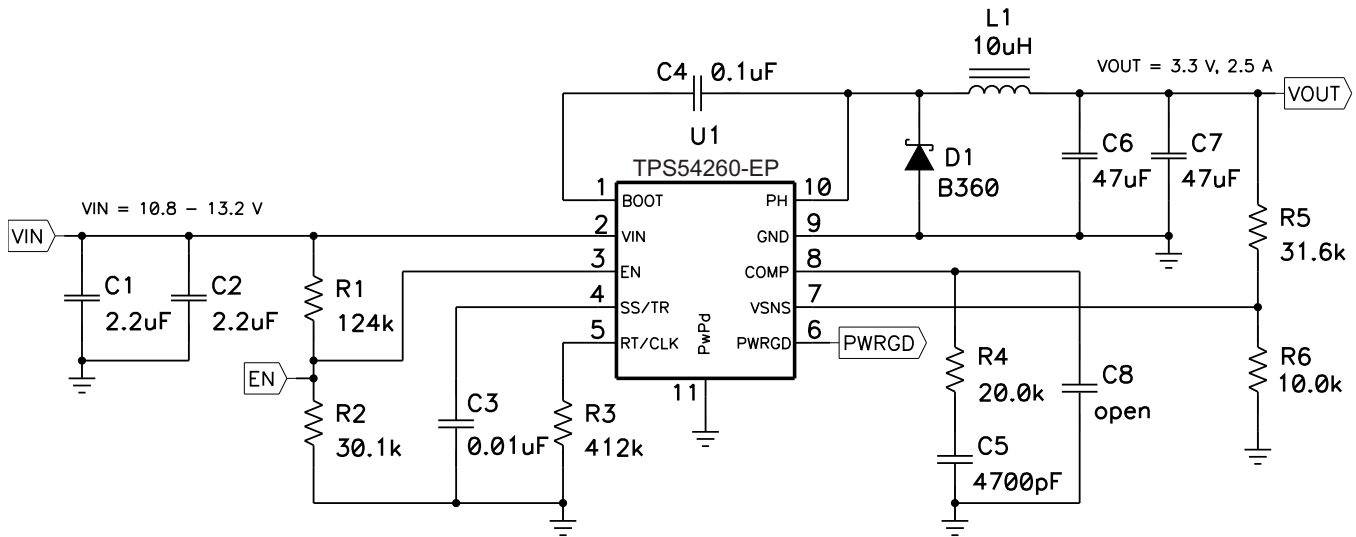 L1
10uH
C4 0.1uF
VOUT = 3.3 V, 2.5 A
VOUT
U1
TPS54260-EP
C6
47uF
C7
47uF
D1
B360
1
BOOT
PH
10
VIN = 10.8 - 13.2 V
VIN
2
VIN
GND
9
R5
31.6k
3
EN
COMP
8
C1
2.2uF
C2
2.2uF
R1
124k
4
SS/TR
VSNS
7
5
RT/CLK
PwPd
PWRGD
6
PWRGD
EN
11
R4
20.0k
C8
open
R6
10.0k
R2
30.1k
C3
0.01uF
R3
412k
C5
4700pF